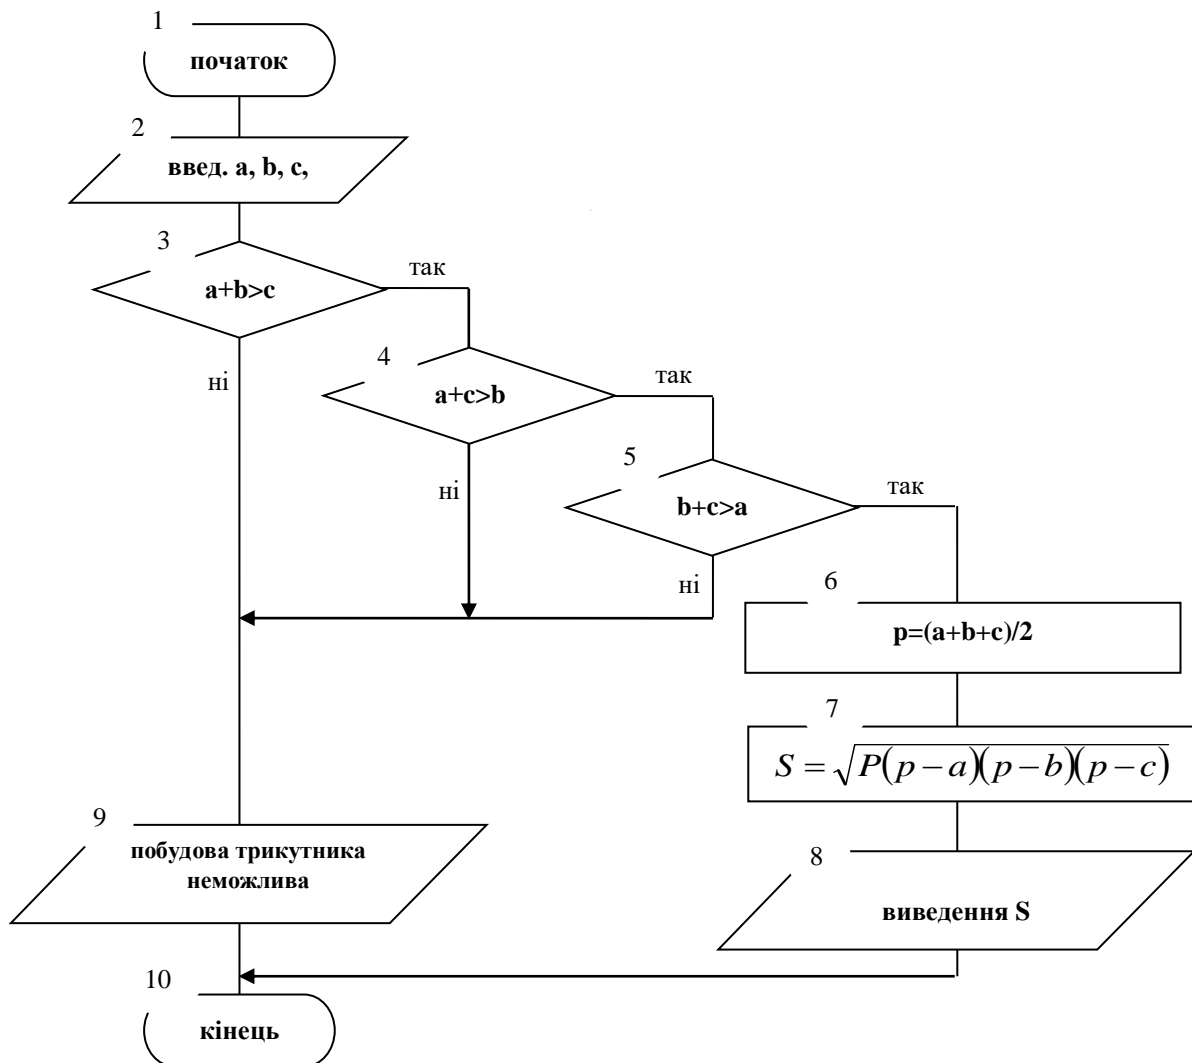 1
початок
2
введ. a, b, c,
3
a+b>c
так
ні
4
a+c>b
так
ні
5
b+c>a
так
ні
6
p=(a+b+c)/2
7
S = √P(p−a)(p−b)(p−c)
8
виведення S
9
побудова трикутника
неможлива
10
кінець